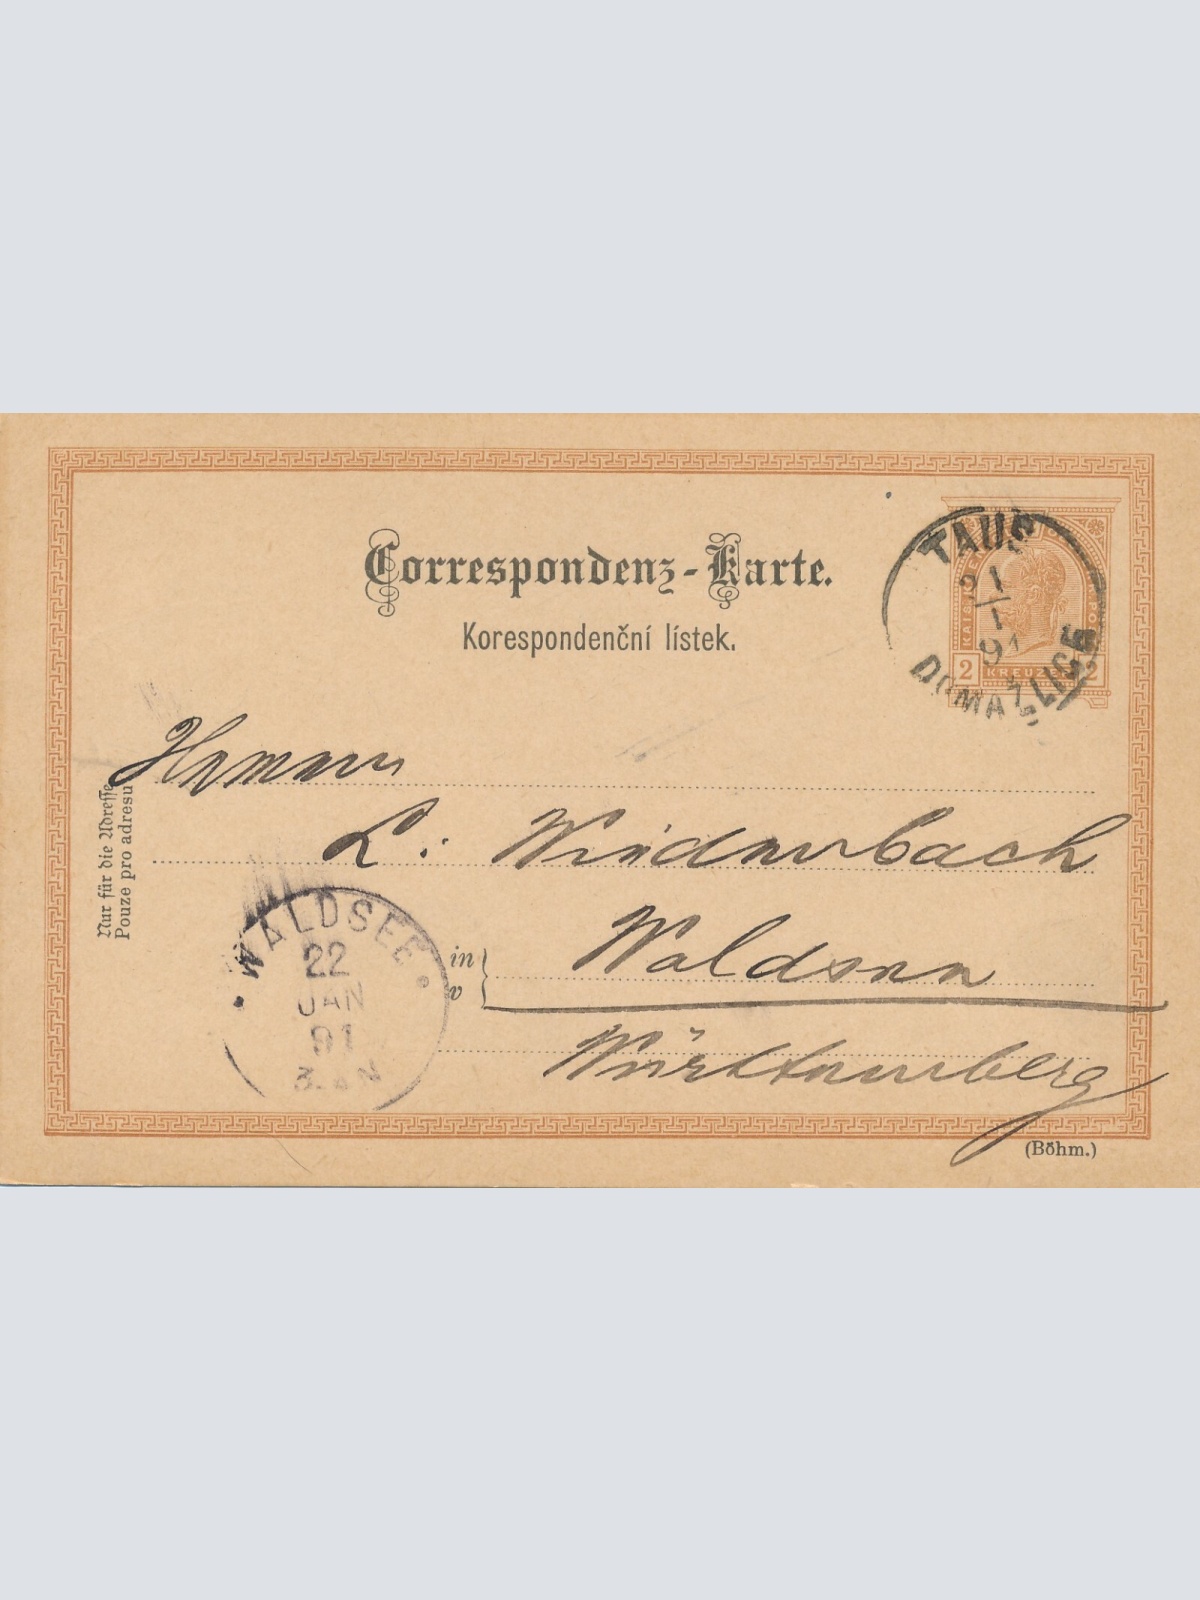 Correspondenz-Karte.
Korespondenční lístek.
TAUS
21
1
91
DOMAŽLICE
2 KREUZ 2
Nur für die Adresse
Pouze pro adresu
Herrn
L:
WALDSEE
22
JAN
91
in
v
Waldsee
Württemberg
(Böhm.)